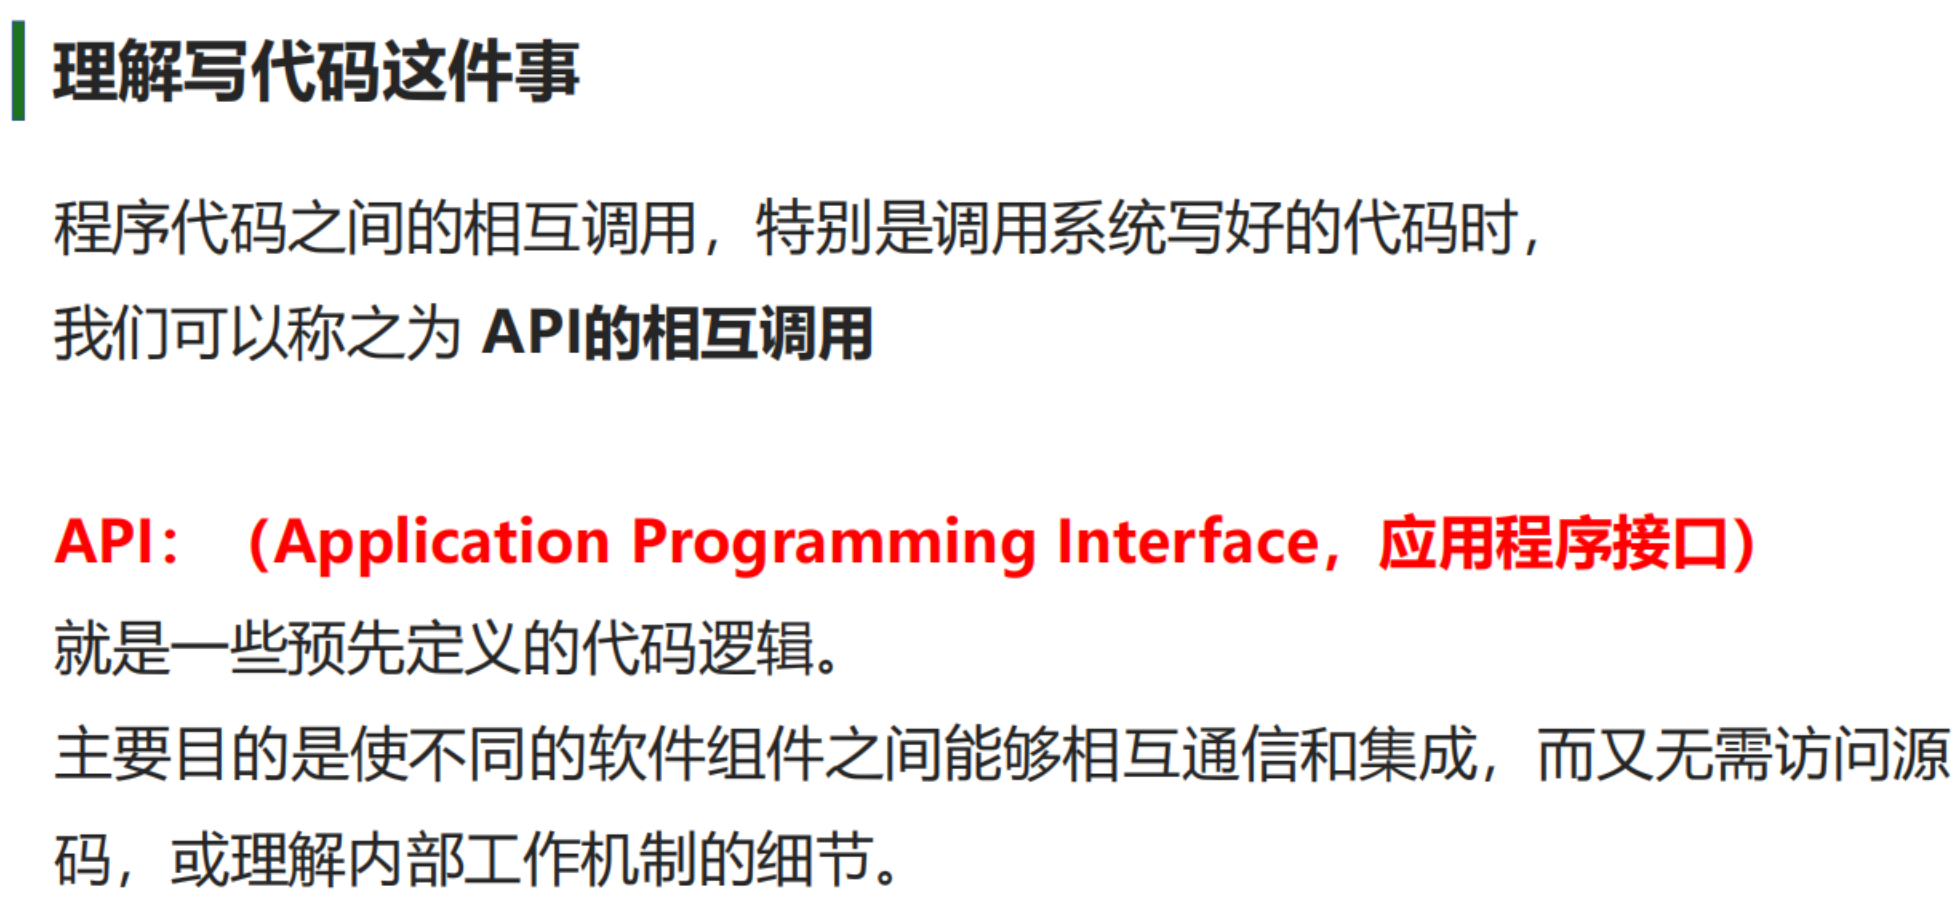 理解写代码这件事
程序代码之间的相互调用，特别是调用系统写好的代码时，
我们可以称之为 API的相互调用
API：（Application Programming Interface，应用程序接口）
就是一些预先定义的代码逻辑。
主要目的是使不同的软件组件之间能够相互通信和集成，而又无需访问源
码，或理解内部工作机制的细节。